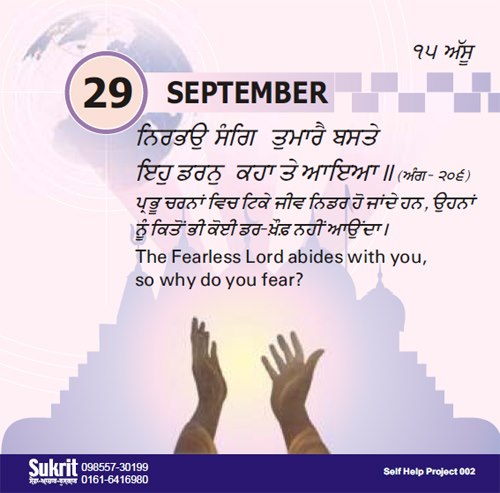 ੧੫ ਅੱਸੂ
29 SEPTEMBER
ਨਿਰਭਉ ਸੰਗਿ ਤੁਮਾਰੈ ਬਸਤੇ
ਇਹੁ ਡਰਨੁ ਕਹਾ ਤੇ ਆਇਆ॥ (ਅੰਗ- ੨੦੬)
ਪ੍ਰਭੂ ਚਰਨਾਂ ਵਿਚ ਟਿਕੇ ਜੀਵ ਨਿਡਰ ਹੋ ਜਾਂਦੇ ਹਨ, ਉਹਨਾਂ
ਨੂੰ ਕਿਤੋਂ ਭੀ ਕੋਈ ਡਰ-ਖ਼ੌਫ਼ ਨਹੀਂ ਆਉਂਦਾ।
The Fearless Lord abides with you,
so why do you fear?
Sukrit 098557-30199
0161-6416980
Self Help Project 002